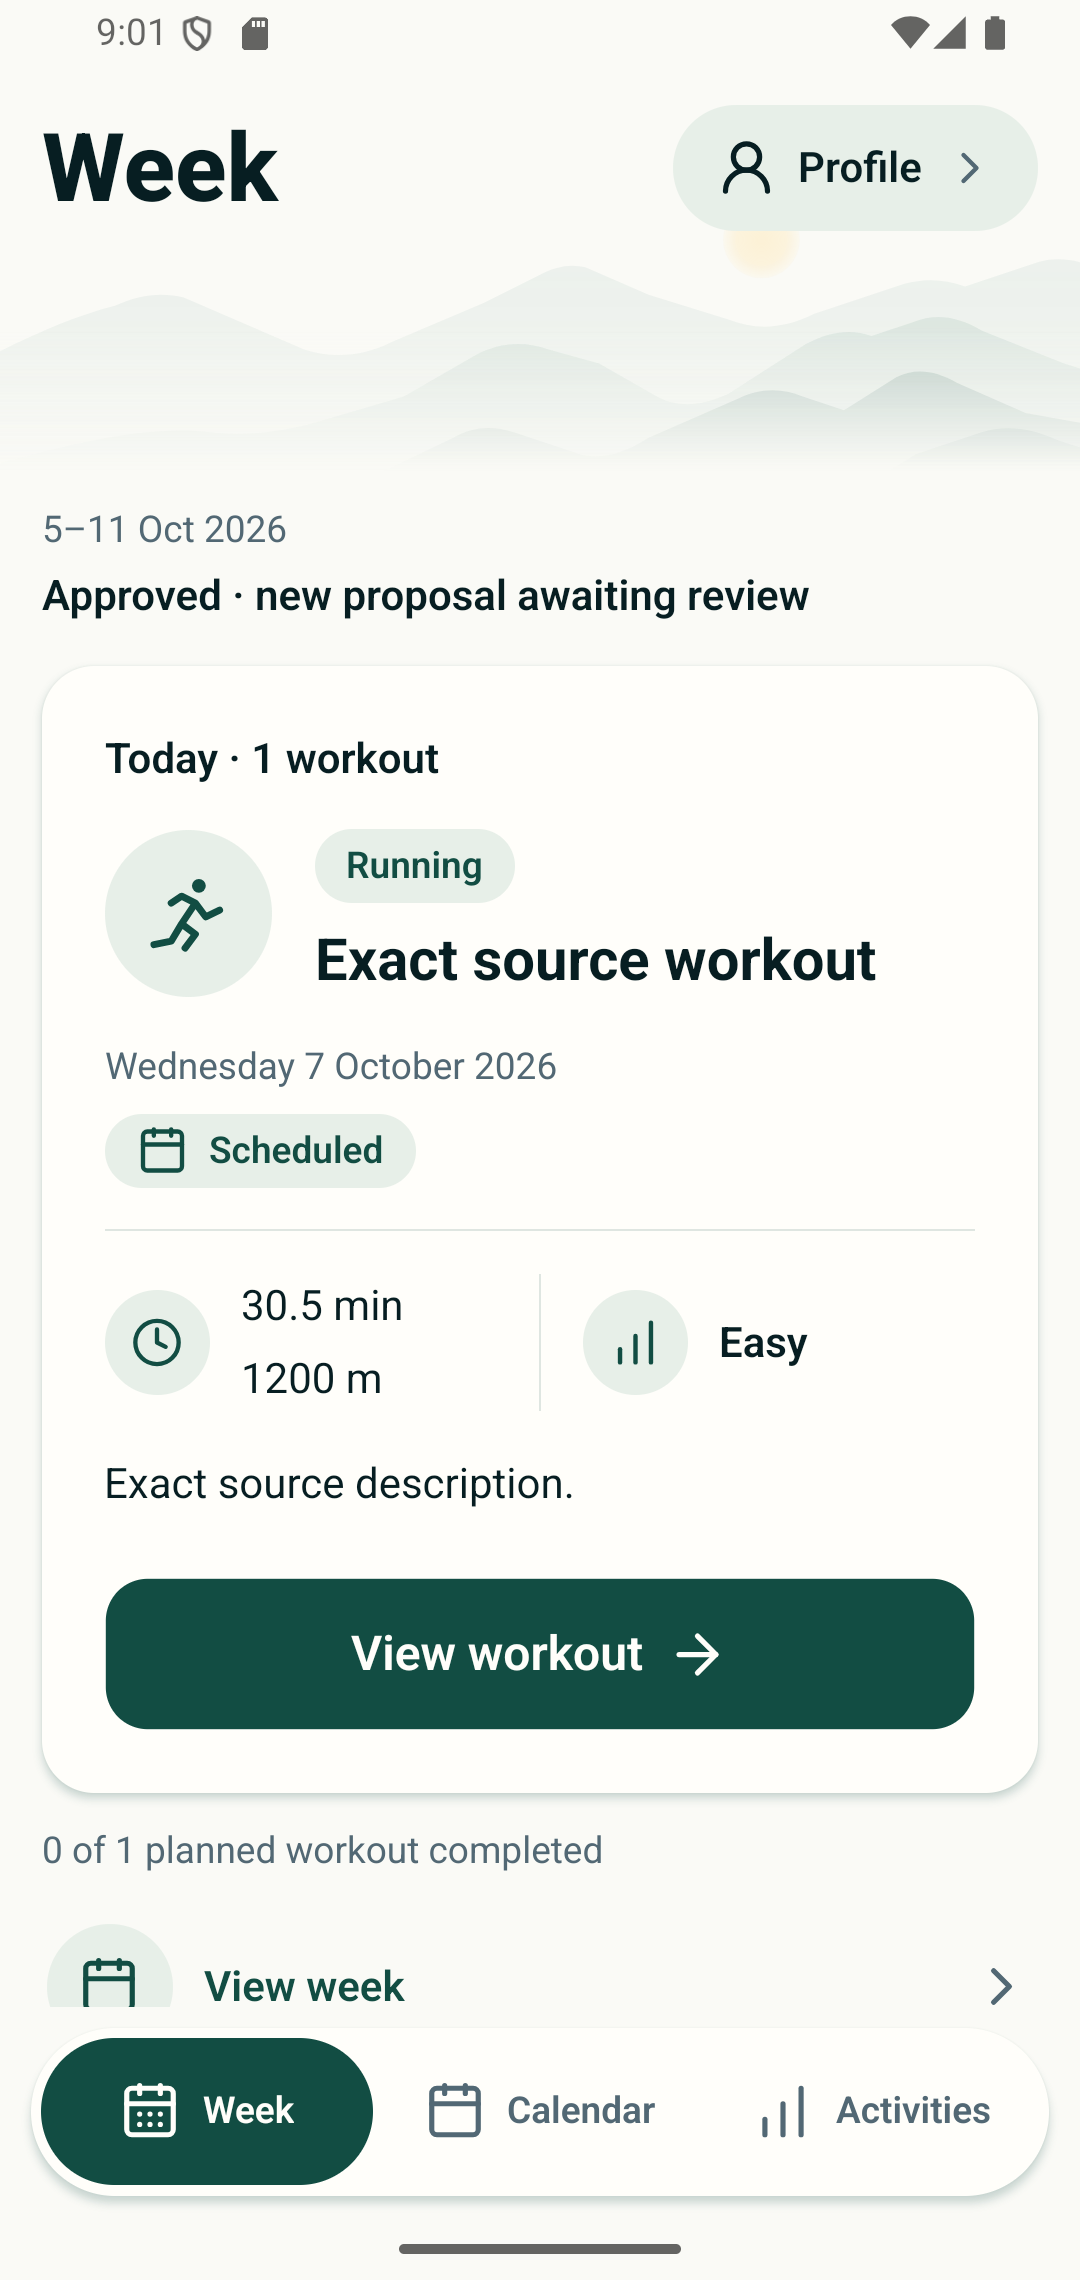 9:01
Week
Profile
5–11 Oct 2026
Approved · new proposal awaiting review
Today · 1 workout
Running
Exact source workout
Wednesday 7 October 2026
Scheduled
30.5 min
1200 m
Easy
Exact source description.
View workout
0 of 1 planned workout completed
View week
Week
Calendar
Activities